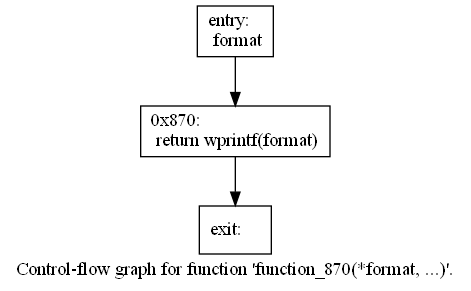 entry:
format
0x870:
return wprintf(format)
exit:
Control-flow graph for function 'function_870(*format, ...)'.